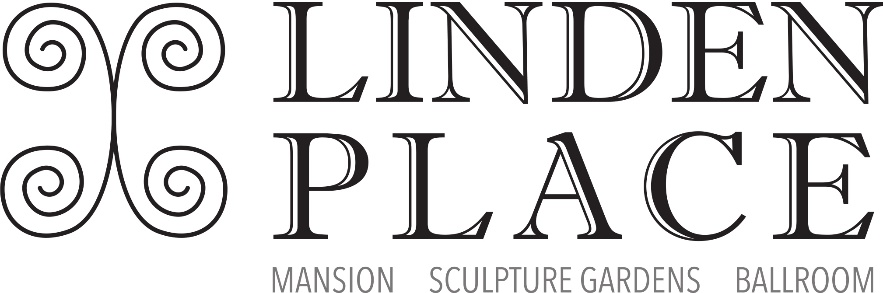 LINDEN
PLACE
MANSION SCULPTURE GARDENS BALLROOM